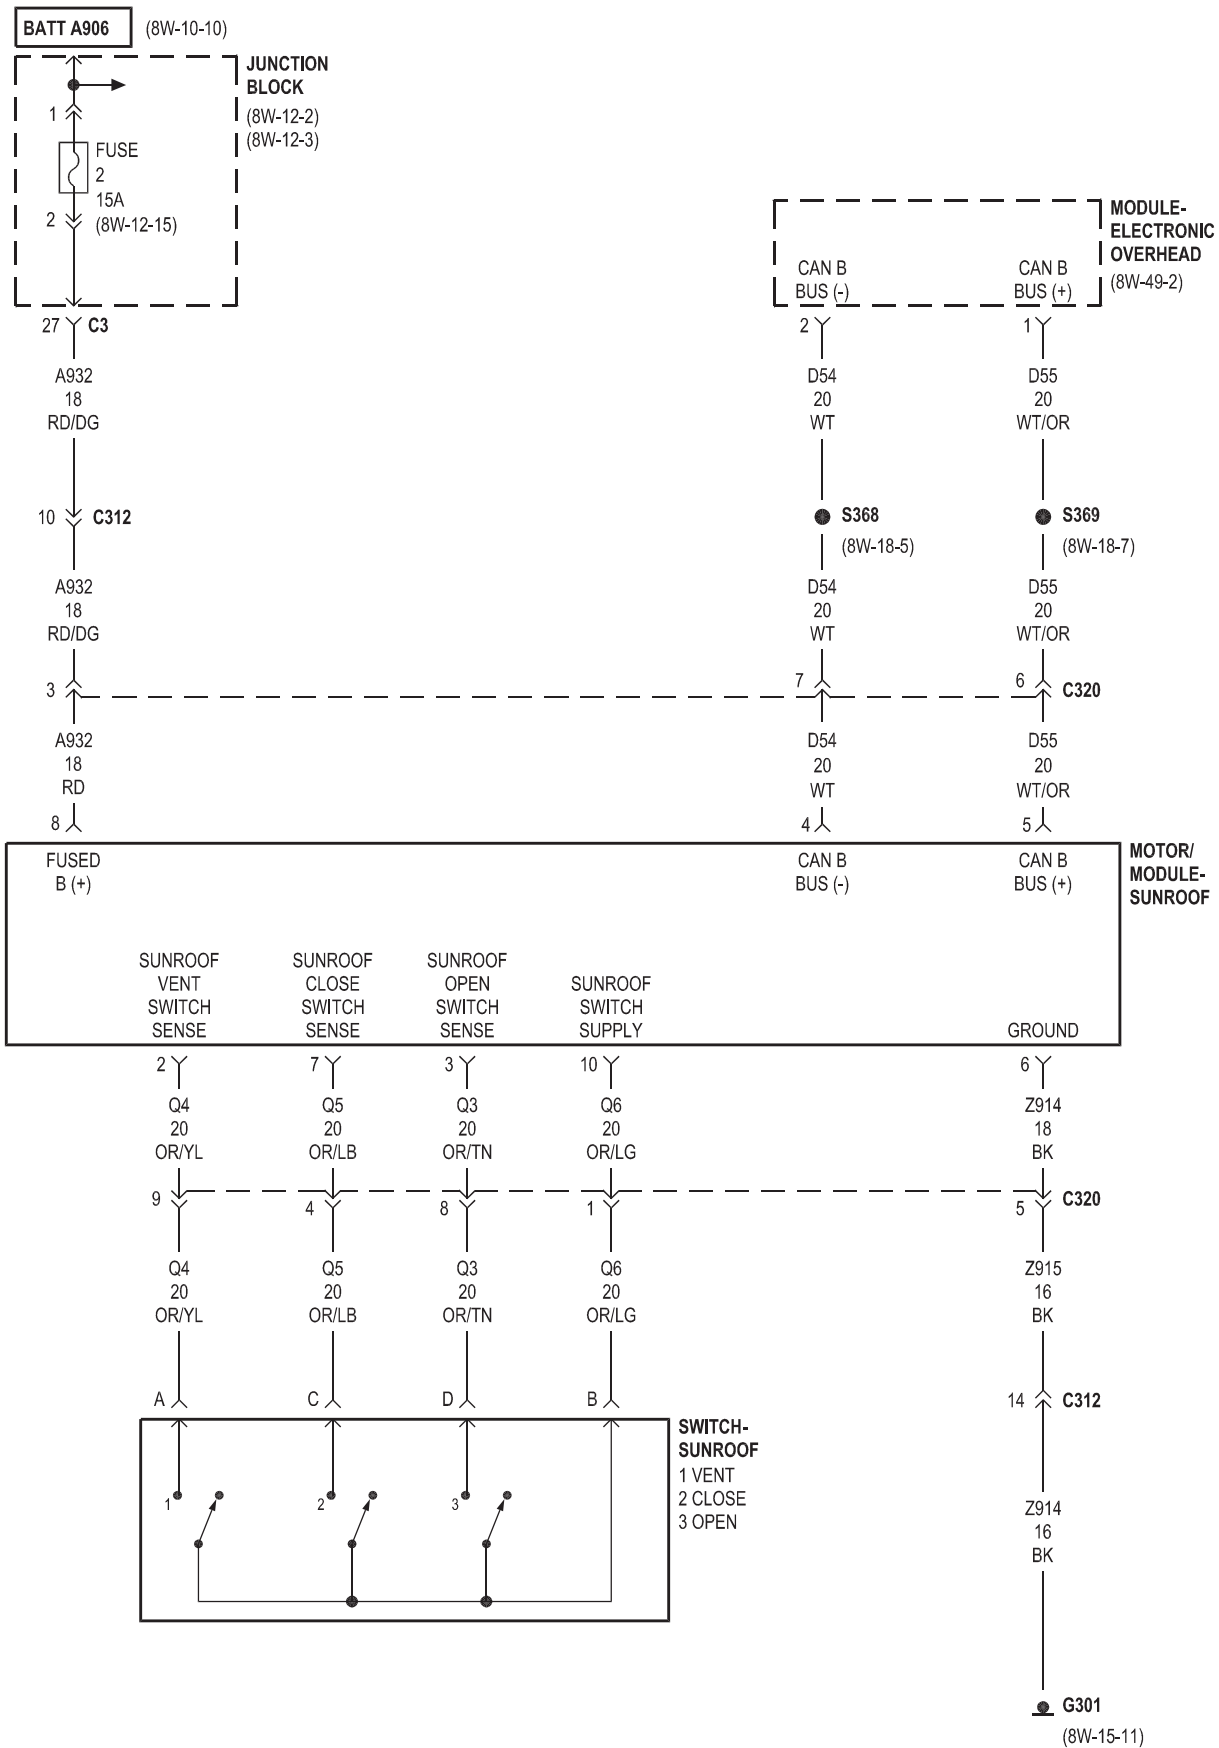 BATT A906 (8W-10-10)
JUNCTION
BLOCK
(8W-12-2)
(8W-12-3)
1
FUSE
2
15A
(8W-12-15)
2
MODULE-
ELECTRONIC
OVERHEAD
(8W-49-2)
CAN B
BUS (-)
CAN B
BUS (+)
27 C3
2
1
A932
18
RD/DG
D54
20
WT
D55
20
WT/OR
10 C312
S368
(8W-18-5)
S369
(8W-18-7)
A932
18
RD/DG
D54
20
WT
D55
20
WT/OR
3
7
6
C320
A932
18
RD
D54
20
WT
D55
20
WT/OR
8
4
5
FUSED
B (+)
CAN B
BUS (-)
CAN B
BUS (+)
MOTOR/
MODULE-
SUNROOF
SUNROOF
VENT
SWITCH
SENSE
SUNROOF
CLOSE
SWITCH
SENSE
SUNROOF
OPEN
SWITCH
SENSE
SUNROOF
SWITCH
SUPPLY
GROUND
2
7
3
10
6
Q4
20
OR/YL
Q5
20
OR/LB
Q3
20
OR/TN
Q6
20
OR/LG
Z914
18
BK
9
4
8
1
5
C320
Q4
20
OR/YL
Q5
20
OR/LB
Q3
20
OR/TN
Q6
20
OR/LG
Z915
16
BK
A
C
D
B
14 C312
SWITCH-
SUNROOF
1 VENT
2 CLOSE
3 OPEN
1
2
3
Z914
16
BK
G301
(8W-15-11)